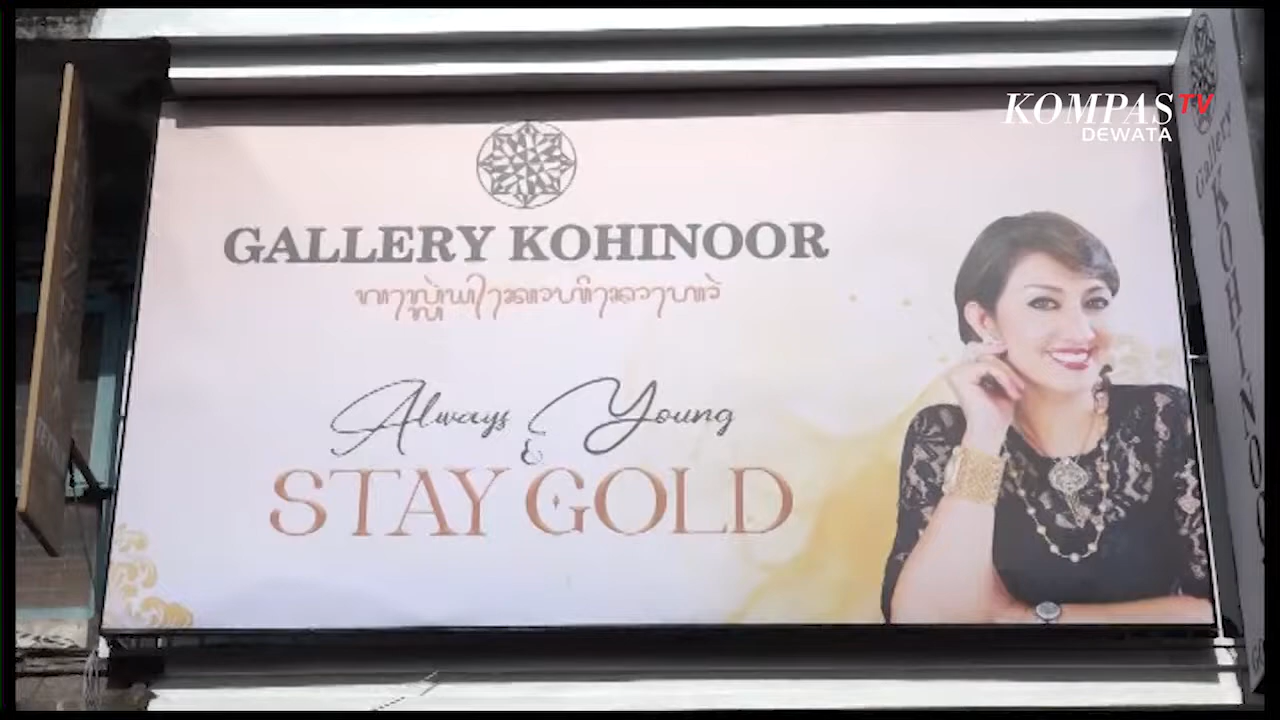 KOMPAS TV
DEWATA
GALLERY KOHINOOR
Always Young
&
STAY GOLD
Gallery KOHINOOR